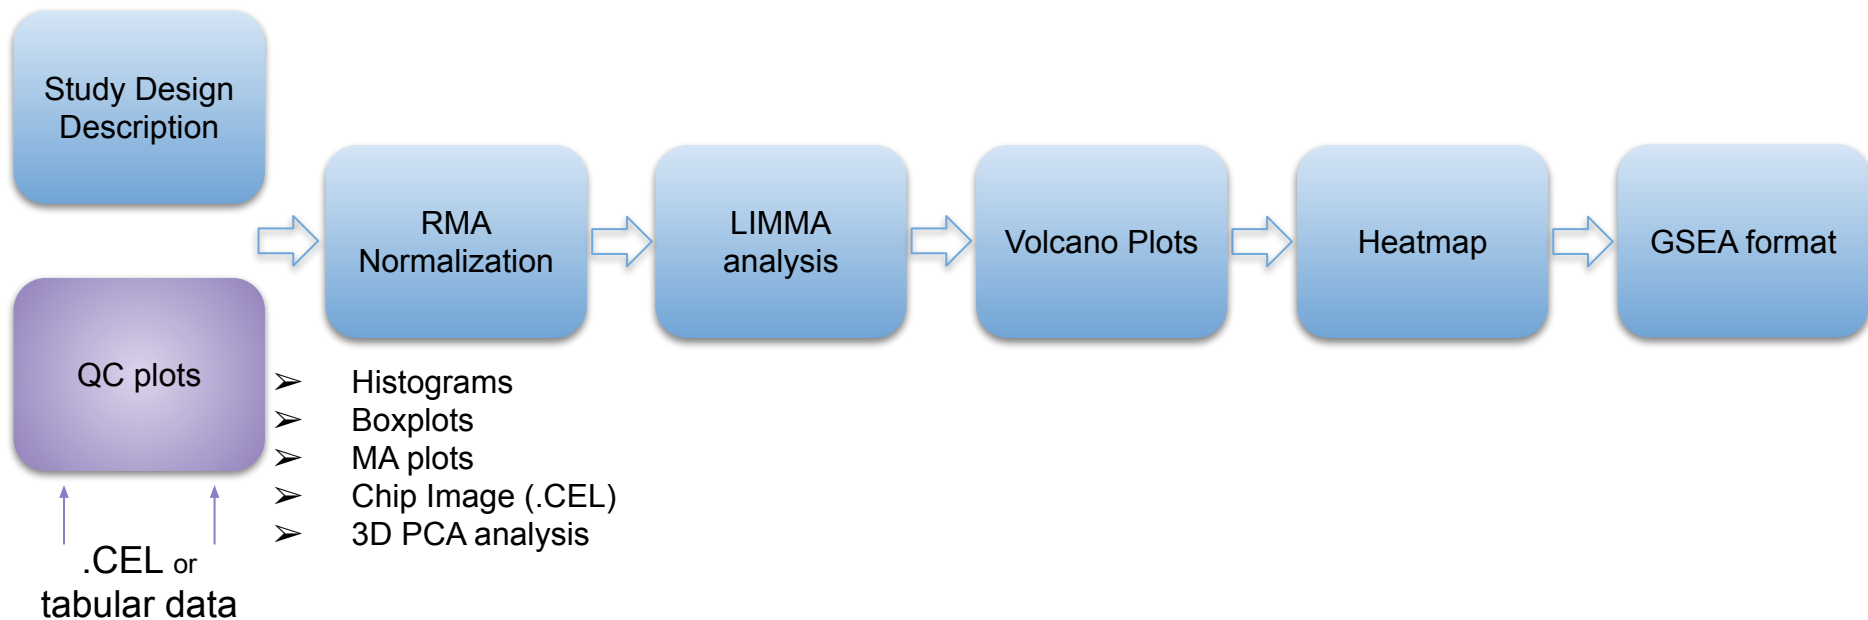 Study Design
Description
RMA
Normalization
LIMMA
analysis
Volcano Plots
Heatmap
GSEA format
QC plots
➢ Histograms
➢ Boxplots
➢ MA plots
➢ Chip Image (.CEL)
➢ 3D PCA analysis
.CEL or
tabular data